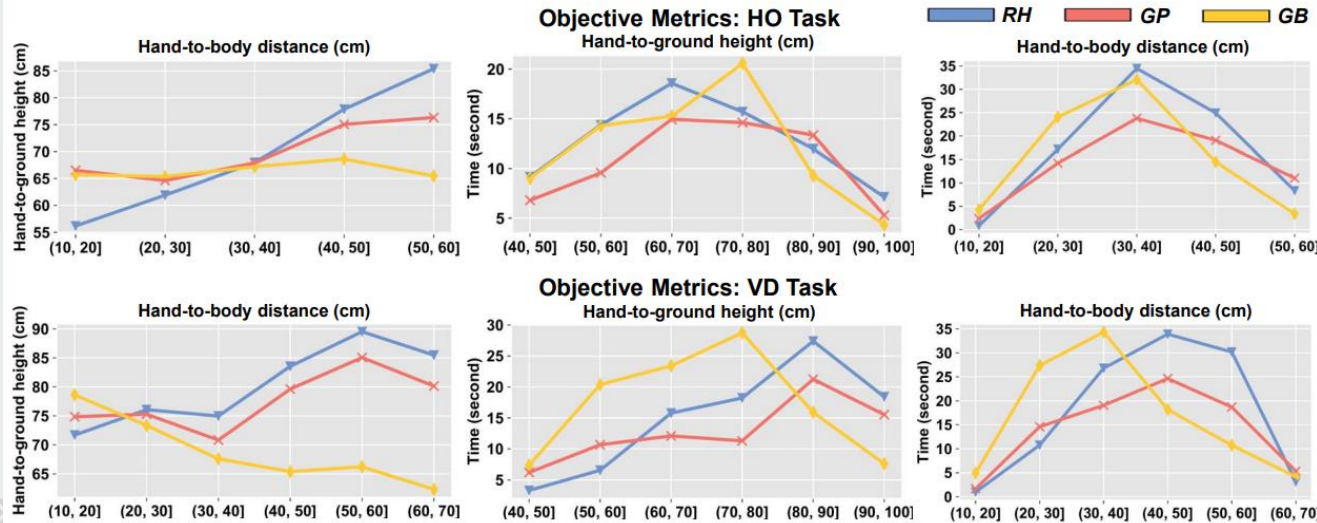 Objective Metrics: HO Task
RH GP GB
Hand-to-body distance (cm)
Hand-to-ground height (cm)
85
80
75
70
65
60
55
(10, 20] (20, 30] (30, 40] (40, 50] (50, 60]
Hand-to-ground height (cm)
Time (second)
20
15
10
5
(40, 50] (50, 60] (60, 70] (70, 80] (80, 90] (90, 100]
Hand-to-body distance (cm)
Time (second)
35
30
25
20
15
10
5
0
(10, 20] (20, 30] (30, 40] (40, 50] (50, 60]
Objective Metrics: VD Task
Hand-to-body distance (cm)
Hand-to-ground height (cm)
90
85
80
75
70
65
(10, 20] (20, 30] (30, 40] (40, 50] (50, 60] (60, 70]
Hand-to-ground height (cm)
Time (second)
30
25
20
15
10
5
(40, 50] (50, 60] (60, 70] (70, 80] (80, 90] (90, 100]
Hand-to-body distance (cm)
Time (second)
35
30
25
20
15
10
5
0
(10, 20] (20, 30] (30, 40] (40, 50] (50, 60] (60, 70]